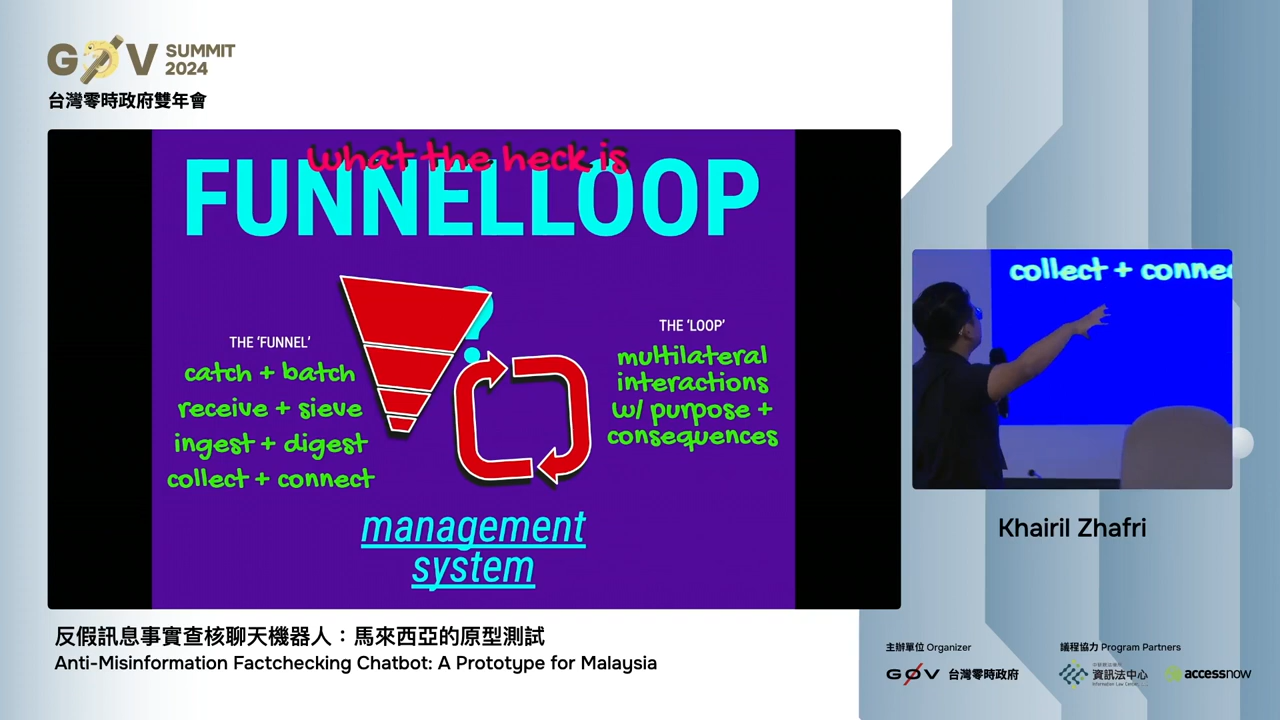 G0V SUMMIT 2024
台灣零時政府雙年會
what the heck is
FUNNELLOOP
?
THE 'FUNNEL'
catch + batch
receive + sieve
ingest + digest
collect + connect
THE 'LOOP'
multilateral
interactions
w/ purpose +
consequences
management
system
collect + connec
Khairil Zhafri
反假訊息事實查核聊天機器人：馬來西亞的原型測試
Anti-Misinformation Factchecking Chatbot: A Prototype for Malaysia
主辦單位 Organizer
G0V 台灣零時政府
議程協力 Program Partners
資訊法中心
Information Law Center
accessnow